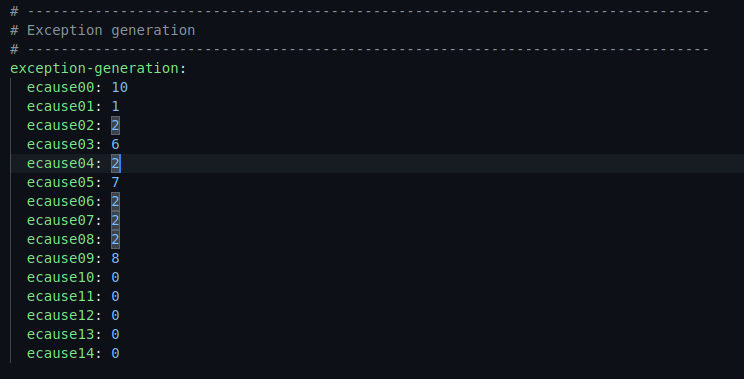 # ---------------------------------------------------------------------------------
# Exception generation
# ---------------------------------------------------------------------------------
exception-generation:
  ecause00: 10
  ecause01: 1
  ecause02: 2
  ecause03: 6
  ecause04: 2
  ecause05: 7
  ecause06: 2
  ecause07: 2
  ecause08: 2
  ecause09: 8
  ecause10: 0
  ecause11: 0
  ecause12: 0
  ecause13: 0
  ecause14: 0